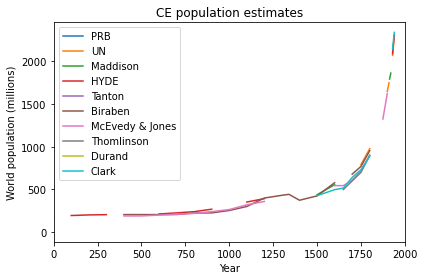 CE population estimates
World population (millions)
2000
1500
1000
500
0
PRB
UN
Maddison
HYDE
Tanton
Biraben
McEvedy & Jones
Thomlinson
Durand
Clark
0 250 500 750 1000 1250 1500 1750 2000
Year